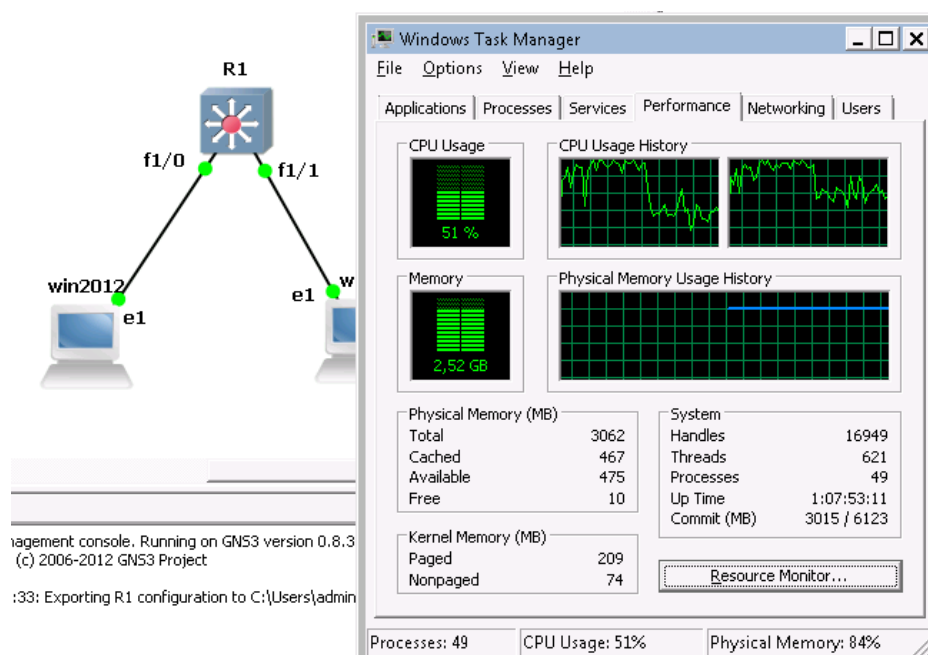 R1
f1/0
f1/1
win2012
e1
e1
w
agement console. Running on GNS3 version 0.8.3
(c) 2006-2012 GNS3 Project
:33: Exporting R1 configuration to C:\Users\admin
Windows Task Manager
File Options View Help
Applications Processes Services Performance Networking Users
CPU Usage
51 %
CPU Usage History
Memory
2,52 GB
Physical Memory Usage History
Physical Memory (MB)
Total 3062
Cached 467
Available 475
Free 10
Kernel Memory (MB)
Paged 209
Nonpaged 74
System
Handles 16949
Threads 621
Processes 49
Up Time 1:07:53:11
Commit (MB) 3015 / 6123
Resource Monitor...
Processes: 49 CPU Usage: 51% Physical Memory: 84%